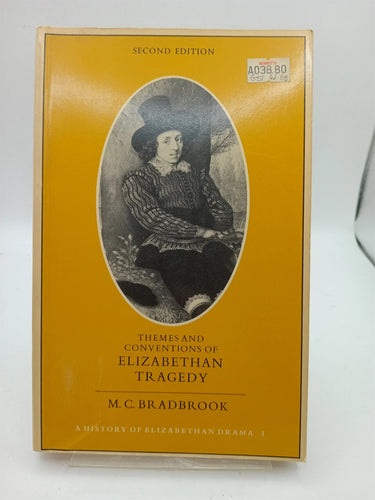 SECOND EDITION
A038.80
THEMES AND
CONVENTIONS OF
ELIZABETHAN
TRAGEDY
M. C. BRADBROOK
A HISTORY OF ELIZABETHAN DRAMA I